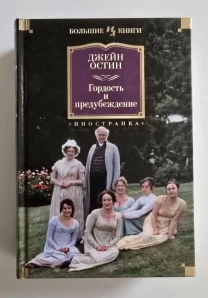 БОЛЬШИЕ КНИГИ
ДЖЕЙН
ОСТИН
Гордость
и
предубеждение
•ИНОСТРАНКА•